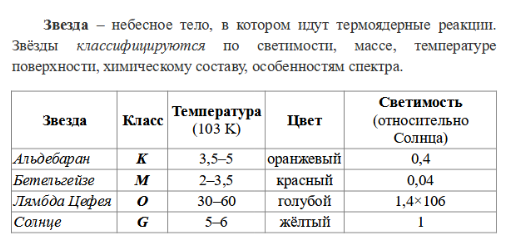 Звезда – небесное тело, в котором идут термоядерные реакции.
Звёзды классифицируются по светимости, массе, температуре
поверхности, химическому составу, особенностям спектра.
Звезда Класс Температура (103 K) Цвет Светимость (относительно Солнца)
Альдебаран K 3,5–5 оранжевый 0,4
Бетельгейзе M 2–3,5 красный 0,04
Лямбда Цефея O 30–60 голубой 1,4×106
Солнце G 5–6 жёлтый 1